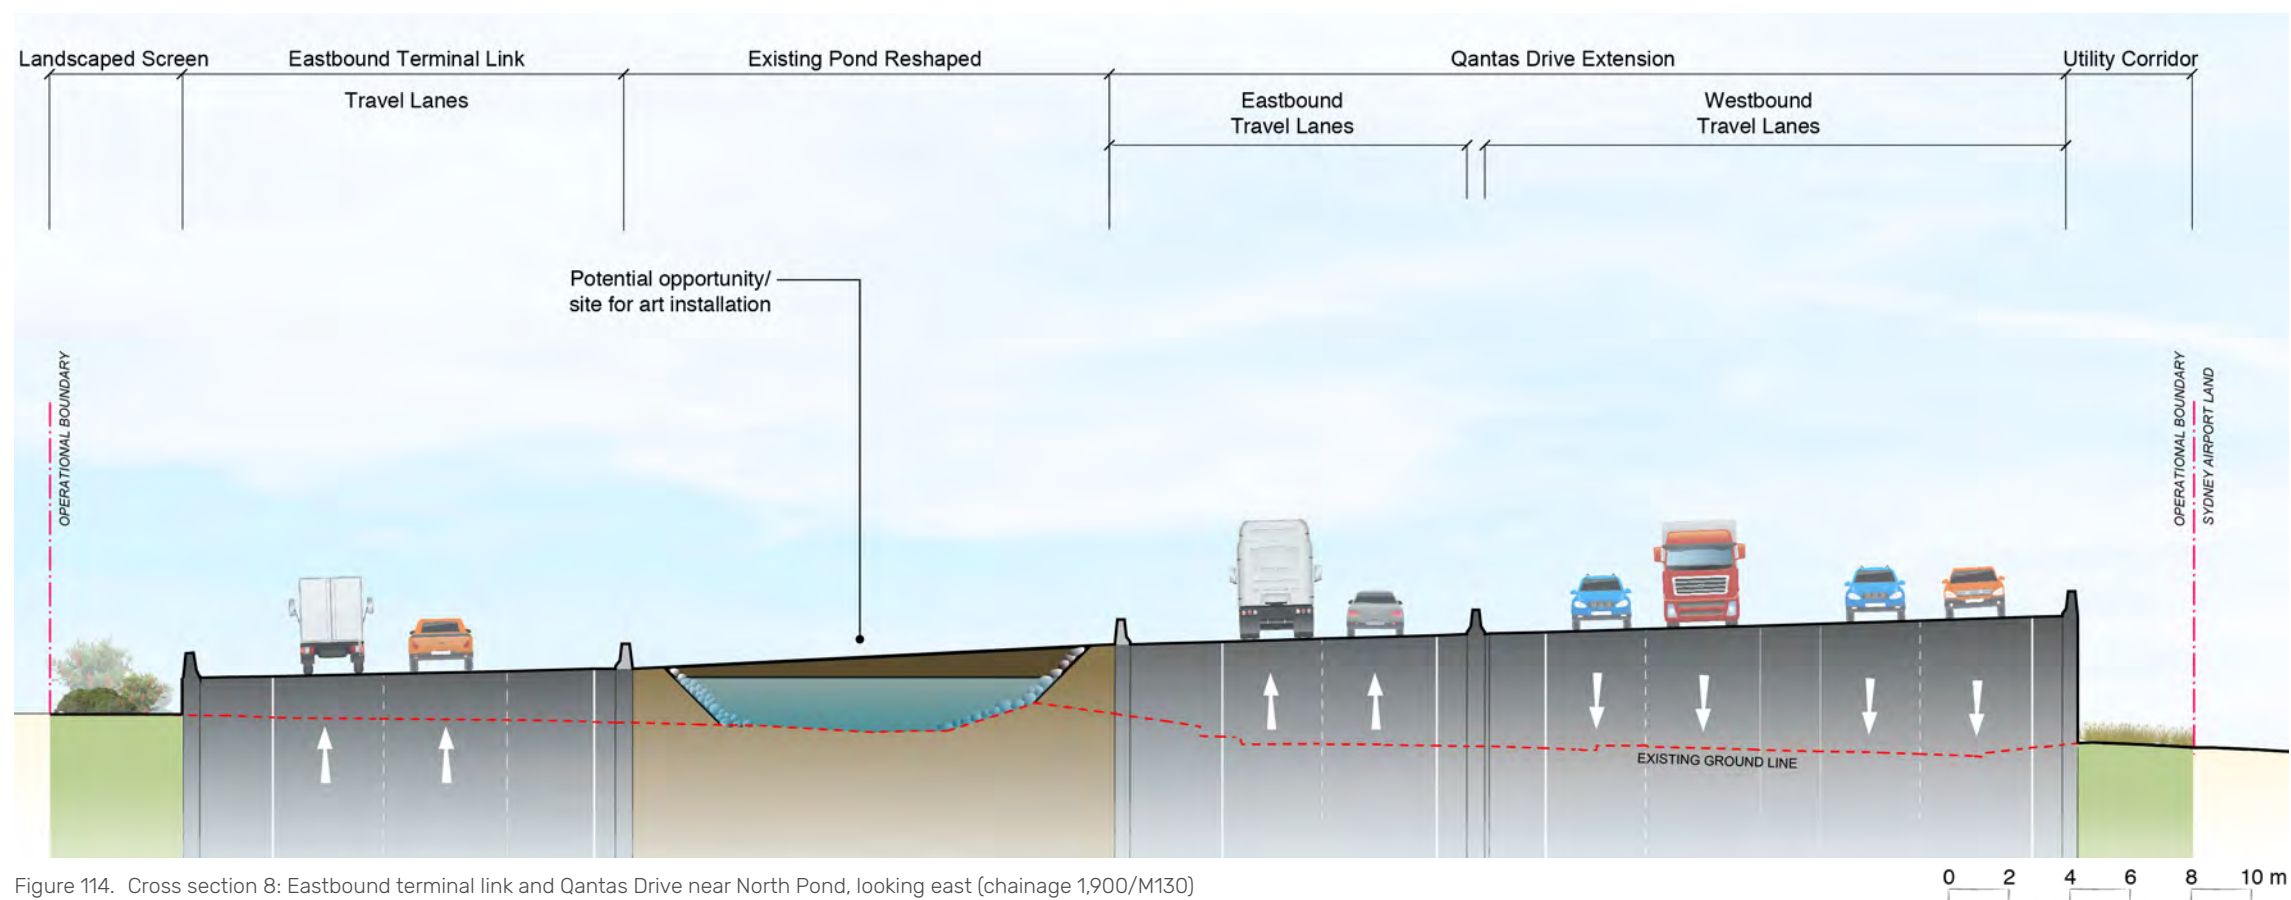 Landscaped Screen
Eastbound Terminal Link
Existing Pond Reshaped
Qantas Drive Extension
Utility Corridor
Travel Lanes
Eastbound
Travel Lanes
Westbound
Travel Lanes
Potential opportunity/
site for art installation
OPERATIONAL BOUNDARY
OPERATIONAL BOUNDARY
SYDNEY AIRPORT LAND
EXISTING GROUND LINE
Figure 114. Cross section 8: Eastbound terminal link and Qantas Drive near North Pond, looking east (chainage 1,900/M130)
0 2 4 6 8 10 m